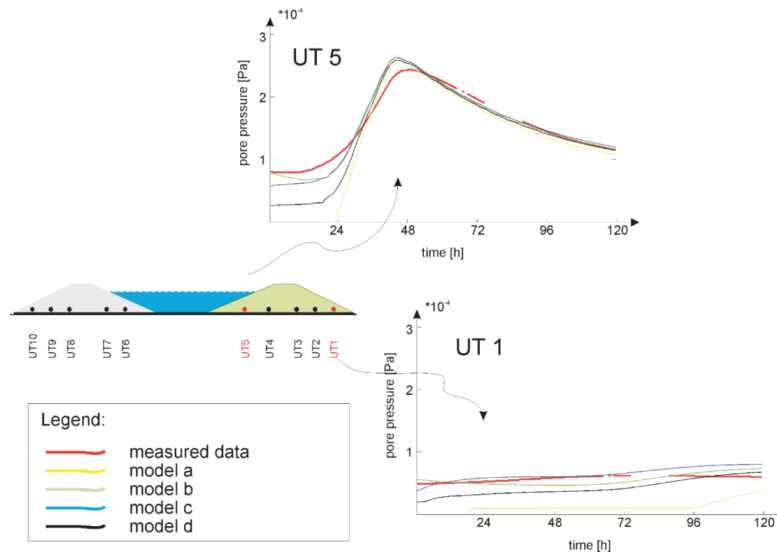 *10⁻⁴
UT 5
pore pressure [Pa]
3
2
1
24 48 72 96 120
time [h]
UT10
UT9
UT8
UT7
UT6
UT5
UT4
UT3
UT2
UT1
*10⁻⁴
UT 1
pore pressure [Pa]
3
2
1
24 48 72 96 120
time [h]
Legend:
measured data
model a
model b
model c
model d